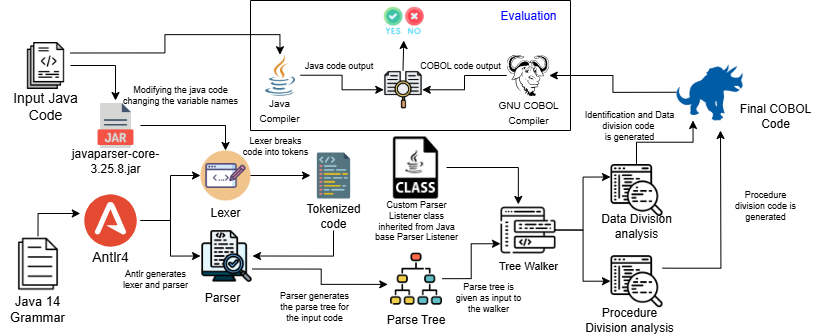 Evaluation
YES NO
Java code output
COBOL code output
Input Java
Code
Java
Compiler
GNU COBOL
Compiler
Final COBOL
Code
Modifying the java code
changing the variable names
JAR
javaparser-core-
3.25.8.jar
Identification and Data
division code
is generated
Lexer breaks
code into tokens
Lexer
Tokenized
code
CLASS
Custom Parser
Listener class
inherited from Java
base Parser Listener
Data Division
analysis
Procedure
division code is
generated
Antlr4
Java 14
Grammar
Antlr generates
lexer and parser
Parser
Parser generates
the parse tree for
the input code
Parse Tree
Parse tree is
given as input to
the walker
Tree Walker
Procedure
Division analysis